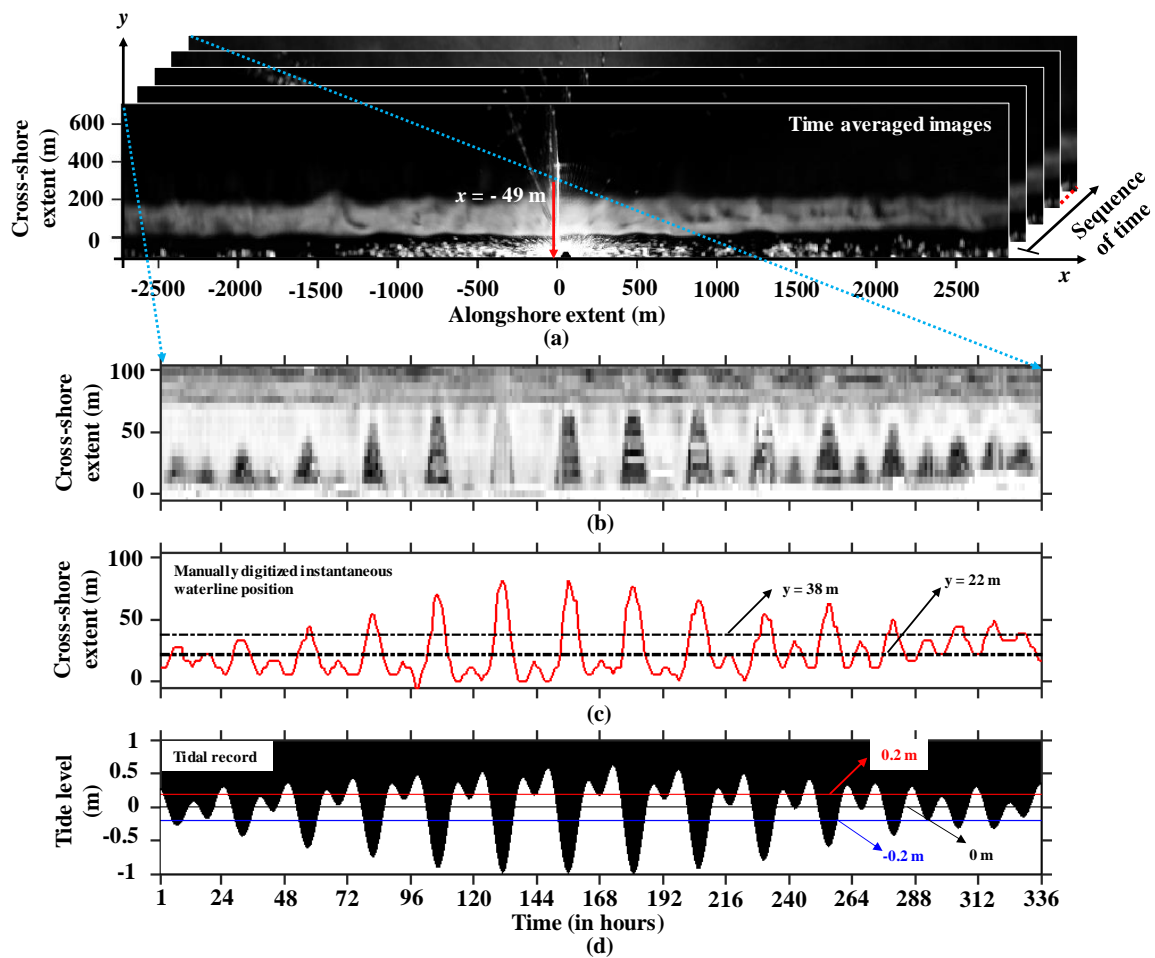 y
Cross-shore
extent (m)
600
400
200
0
Time averaged images
x = - 49 m
Sequence
of time
x
-2500 -2000 -1500 -1000 -500 0 500 1000 1500 2000 2500
Alongshore extent (m)
(a)
Cross-shore
extent (m)
100
50
0
(b)
Cross-shore
extent (m)
100
50
0
Manually digitized instantaneous
waterline position
y = 38 m
y = 22 m
(c)
Tide level
(m)
1
0.5
0
-0.5
-1
Tidal record
0.2 m
-0.2 m
0 m
1 24 48 72 96 120 144 168 192 216 240 264 288 312 336
Time (in hours)
(d)